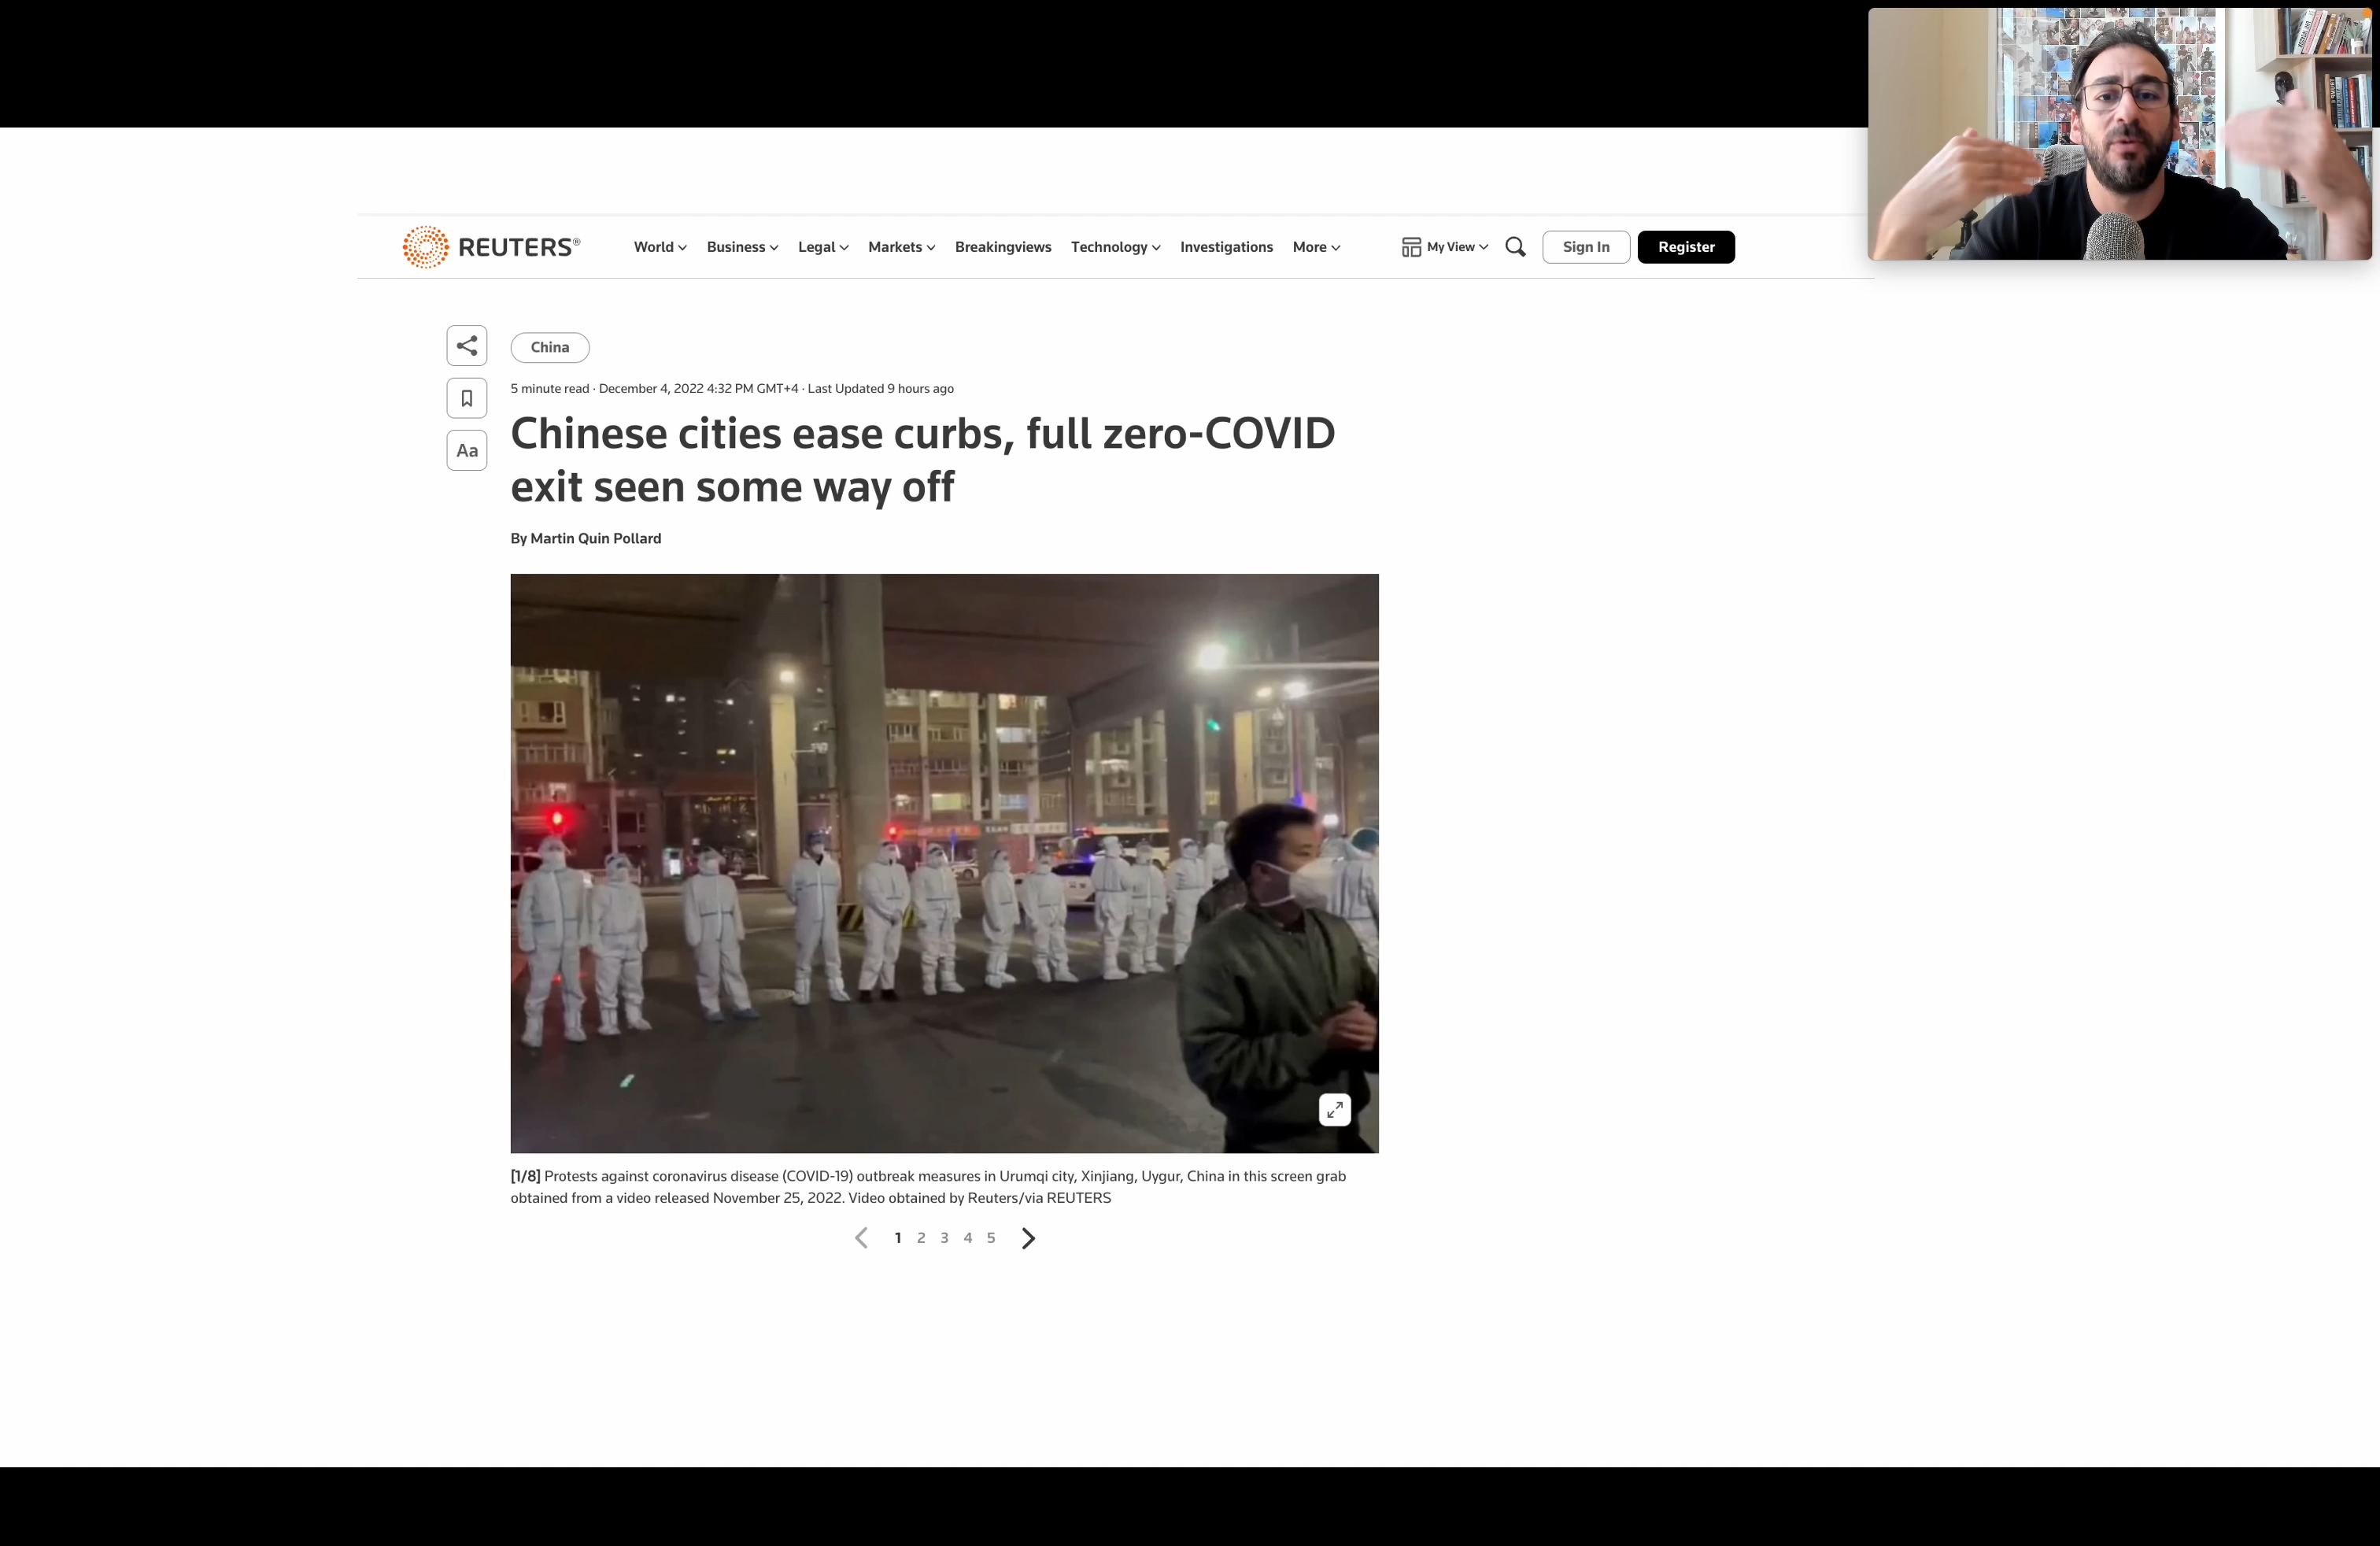 REUTERS®
World Business Legal Markets Breakingviews Technology Investigations More My View Sign In Register
China
5 minute read · December 4, 2022 4:32 PM GMT+4 · Last Updated 9 hours ago
Aa
Chinese cities ease curbs, full zero-COVID
exit seen some way off
By Martin Quin Pollard
[1/8] Protests against coronavirus disease (COVID-19) outbreak measures in Urumqi city, Xinjiang, Uygur, China in this screen grab
obtained from a video released November 25, 2022. Video obtained by Reuters/via REUTERS
1 2 3 4 5